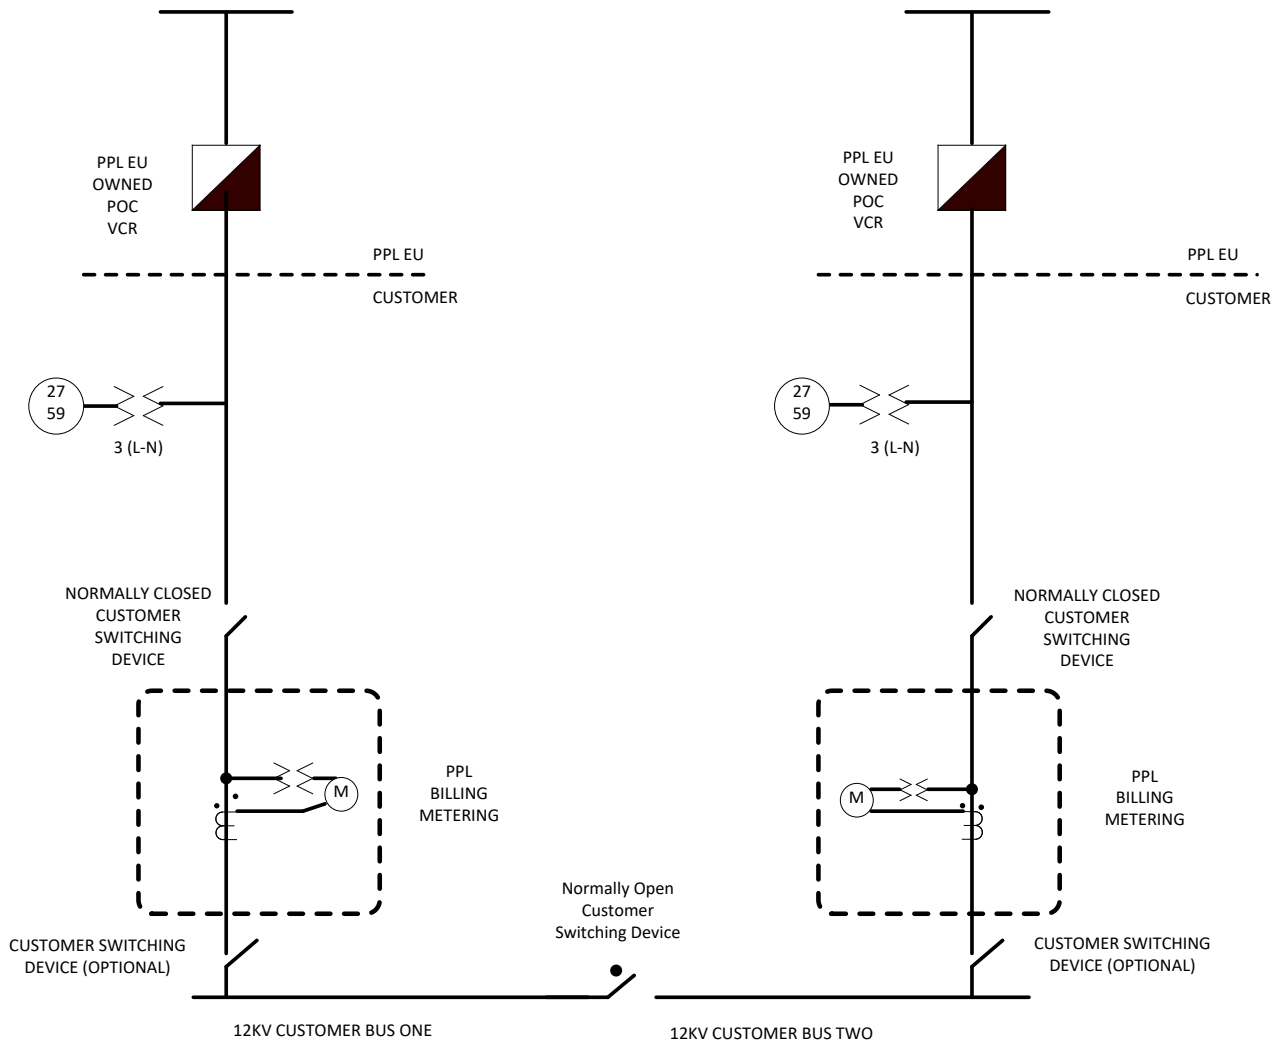 PPL EU
OWNED
POC
VCR
PPL EU
CUSTOMER
27
59
3 (L-N)
NORMALLY CLOSED
CUSTOMER
SWITCHING
DEVICE
M
PPL
BILLING
METERING
CUSTOMER SWITCHING
DEVICE (OPTIONAL)
12KV CUSTOMER BUS ONE
Normally Open
Customer
Switching Device
PPL EU
OWNED
POC
VCR
PPL EU
CUSTOMER
27
59
3 (L-N)
NORMALLY CLOSED
CUSTOMER
SWITCHING
DEVICE
M
PPL
BILLING
METERING
CUSTOMER SWITCHING
DEVICE (OPTIONAL)
12KV CUSTOMER BUS TWO